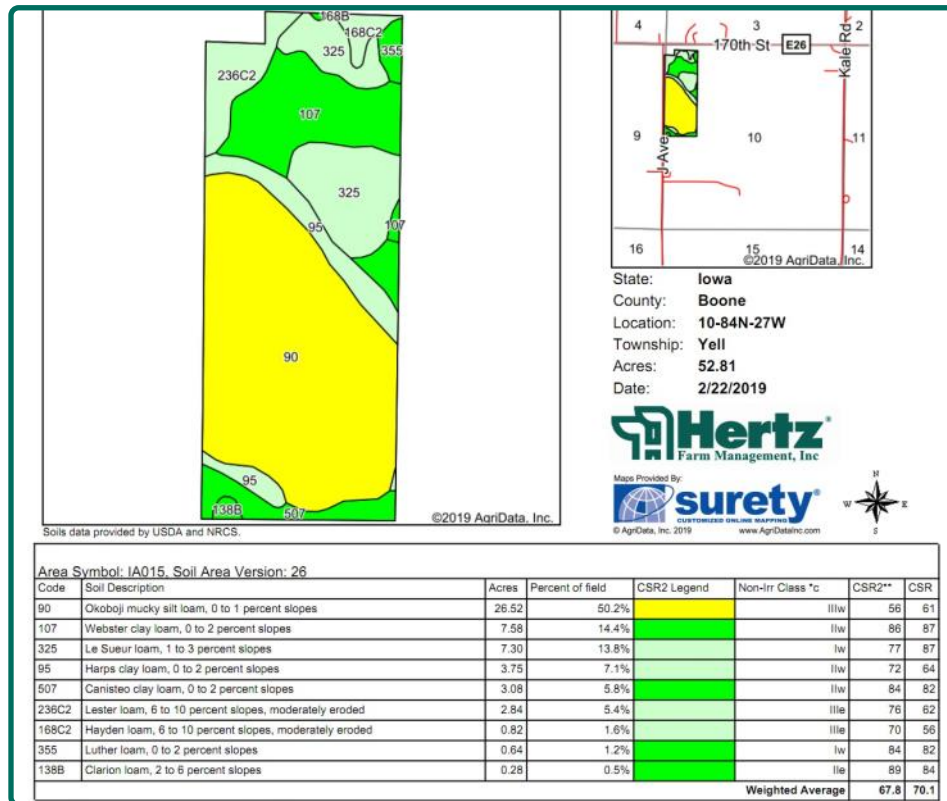 168B
168C2
325
355
236C2
107
325
95
107
90
95
138B
507
©2019 AgriData, Inc.
Soils data provided by USDA and NRCS.
4
3
2
170th St
E26
Kale Rd
9
10
11
J Ave
16
15
14
©2019 AgriData, Inc.
State: Iowa
County: Boone
Location: 10-84N-27W
Township: Yell
Acres: 52.81
Date: 2/22/2019
Hertz®
Farm Management, Inc
Maps Provided By:
surety®
CUSTOMIZED ONLINE MAPPING
© AgriData, Inc. 2019 www.AgriDataInc.com
N
W E
S
Area Symbol: IA015, Soil Area Version: 26
Code Soil Description Acres Percent of field CSR2 Legend Non-Irr Class *c CSR2** CSR
90 Okoboji mucky silt loam, 0 to 1 percent slopes 26.52 50.2% IIIw 56 61
107 Webster clay loam, 0 to 2 percent slopes 7.58 14.4% IIw 86 87
325 Le Sueur loam, 1 to 3 percent slopes 7.30 13.8% Iw 77 87
95 Harps clay loam, 0 to 2 percent slopes 3.75 7.1% IIw 72 64
507 Canisteo clay loam, 0 to 2 percent slopes 3.08 5.8% IIw 84 82
236C2 Lester loam, 6 to 10 percent slopes, moderately eroded 2.84 5.4% IIIe 76 62
168C2 Hayden loam, 6 to 10 percent slopes, moderately eroded 0.82 1.6% IIIe 70 56
355 Luther loam, 0 to 2 percent slopes 0.64 1.2% Iw 84 82
138B Clarion loam, 2 to 6 percent slopes 0.28 0.5% IIe 89 84
Weighted Average 67.8 70.1